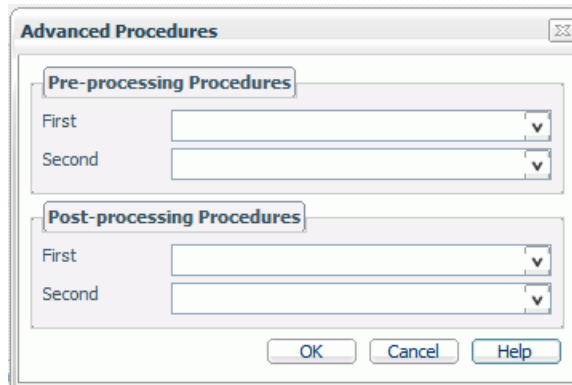 Advanced Procedures
Pre-processing Procedures
First
Second
Post-processing Procedures
First
Second
OK Cancel Help